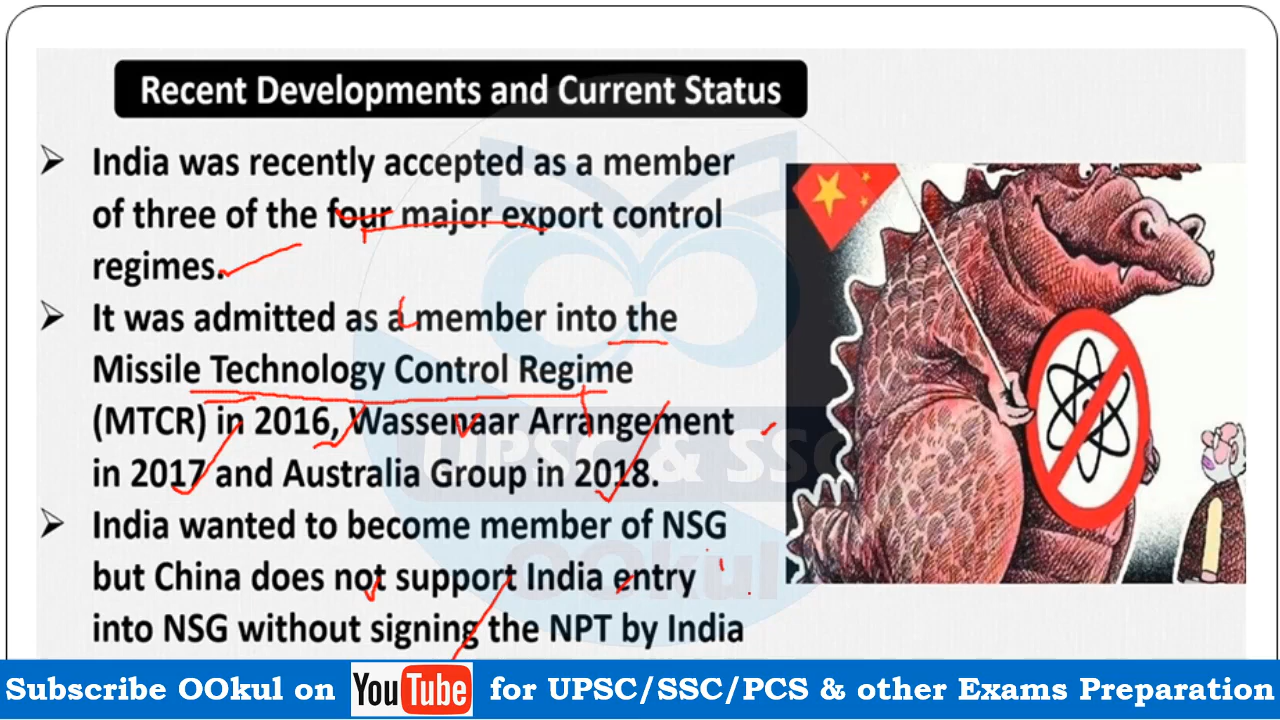 Recent Developments and Current Status
➤ India was recently accepted as a member
of three of the four major export control
regimes.
➤ It was admitted as a member into the
Missile Technology Control Regime
(MTCR) in 2016, Wassenaar Arrangement
in 2017 and Australia Group in 2018.
➤ India wanted to become member of NSG
but China does not support India entry
into NSG without signing the NPT by India
UPSC & SSC
OOkul
Subscribe OOkul on YouTube for UPSC/SSC/PCS & other Exams Preparation